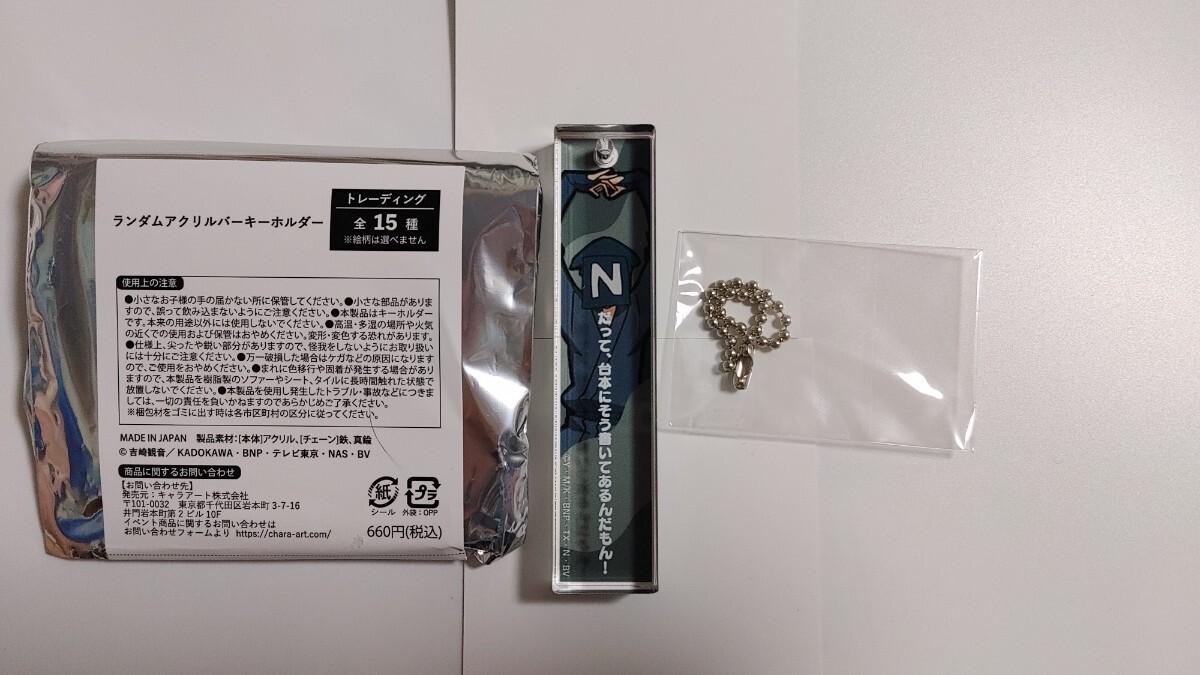 ランダムアクリルバーキーホルダー
トレーディング
全 15 種
※絵柄は選べません
使用上の注意
●小さなお子様の手の届かない所に保管してください。●小さな部品がありま
すので、誤って飲み込まないようにご注意ください。●本製品はキーホルダー
です。本来の用途以外には使用しないでください。●高温・多湿の場所や火気
の近くでの使用および保管はおやめください。変形・変色する恐れがあります。
●仕様上、尖ったや鋭い部分がありますので、怪我をしないようにお取り扱い
には十分にご注意ください。●万一破損した場合はケガなどの原因になります
ので、ご使用をおやめください。●まれに色移行や固着が発生する場合があり
ますので、本製品を樹脂製のソファーやシート、タイルに長時間触れた状態で
放置しないでください。●本製品を使用し発生したトラブル・事故などにつきま
しては、一切の責任を負いかねますのであらかじめご了承ください。
※梱包材をゴミに出す時は各市区町村の区分に従ってください。
MADE IN JAPAN 製品素材:[本体]アクリル、[チェーン]鉄、真鍮
© 吉崎観音／KADOKAWA・BNP・テレビ東京・NAS・BV
商品に関するお問い合わせ
【お問い合わせ先】
発売元：キャラアート株式会社
〒101-0032 東京都千代田区岩本町 3-7-16
井門岩本町第 2 ビル 10F
イベント商品に関するお問い合わせは
お問い合わせフォームより https://chara-art.com/
紙
シール
プラ
外袋：OPP
660円(税込)
N
だって、台本にそう書いてあるんだもん！
©Y・M/K・BNP・TX・N・BV